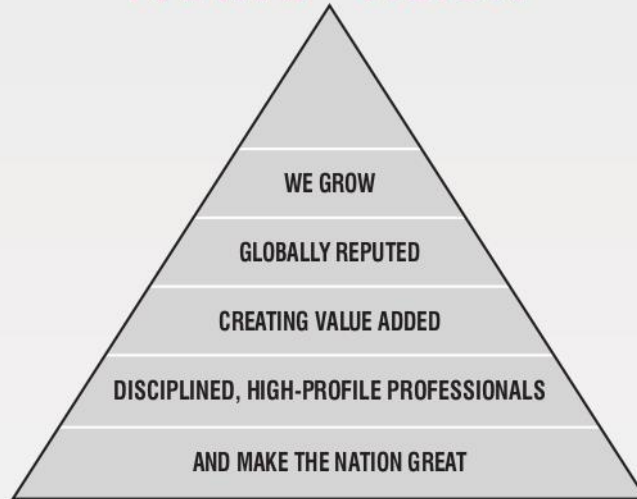 WE GROW
GLOBALLY REPUTED
CREATING VALUE ADDED
DISCIPLINED, HIGH-PROFILE PROFESSIONALS
AND MAKE THE NATION GREAT